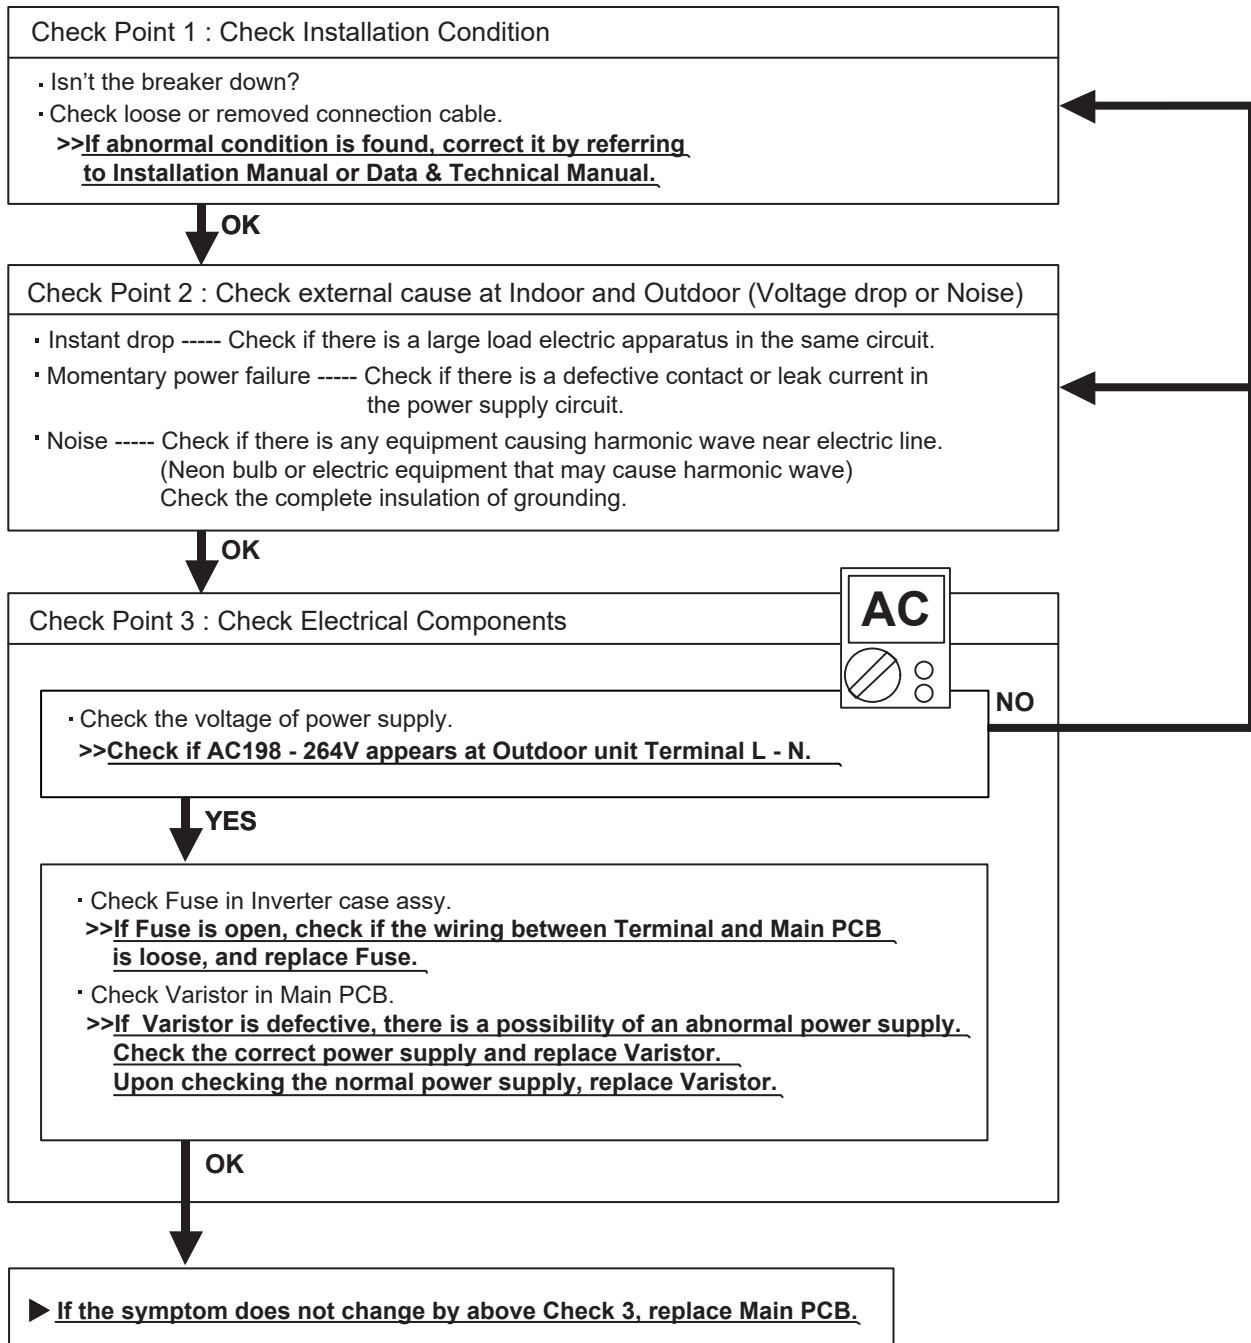 Check Point 1 : Check Installation Condition
· Isn't the breaker down?
· Check loose or removed connection cable.
>>If abnormal condition is found, correct it by referring
to Installation Manual or Data & Technical Manual.
OK
Check Point 2 : Check external cause at Indoor and Outdoor (Voltage drop or Noise)
· Instant drop ----- Check if there is a large load electric apparatus in the same circuit.
· Momentary power failure ----- Check if there is a defective contact or leak current in
the power supply circuit.
· Noise ----- Check if there is any equipment causing harmonic wave near electric line.
(Neon bulb or electric equipment that may cause harmonic wave)
Check the complete insulation of grounding.
OK
AC
Check Point 3 : Check Electrical Components
NO
· Check the voltage of power supply.
>>Check if AC198 - 264V appears at Outdoor unit Terminal L - N.
YES
· Check Fuse in Inverter case assy.
>>If Fuse is open, check if the wiring between Terminal and Main PCB
is loose, and replace Fuse.
· Check Varistor in Main PCB.
>>If Varistor is defective, there is a possibility of an abnormal power supply.
Check the correct power supply and replace Varistor.
Upon checking the normal power supply, replace Varistor.
OK
▶ If the symptom does not change by above Check 3, replace Main PCB.